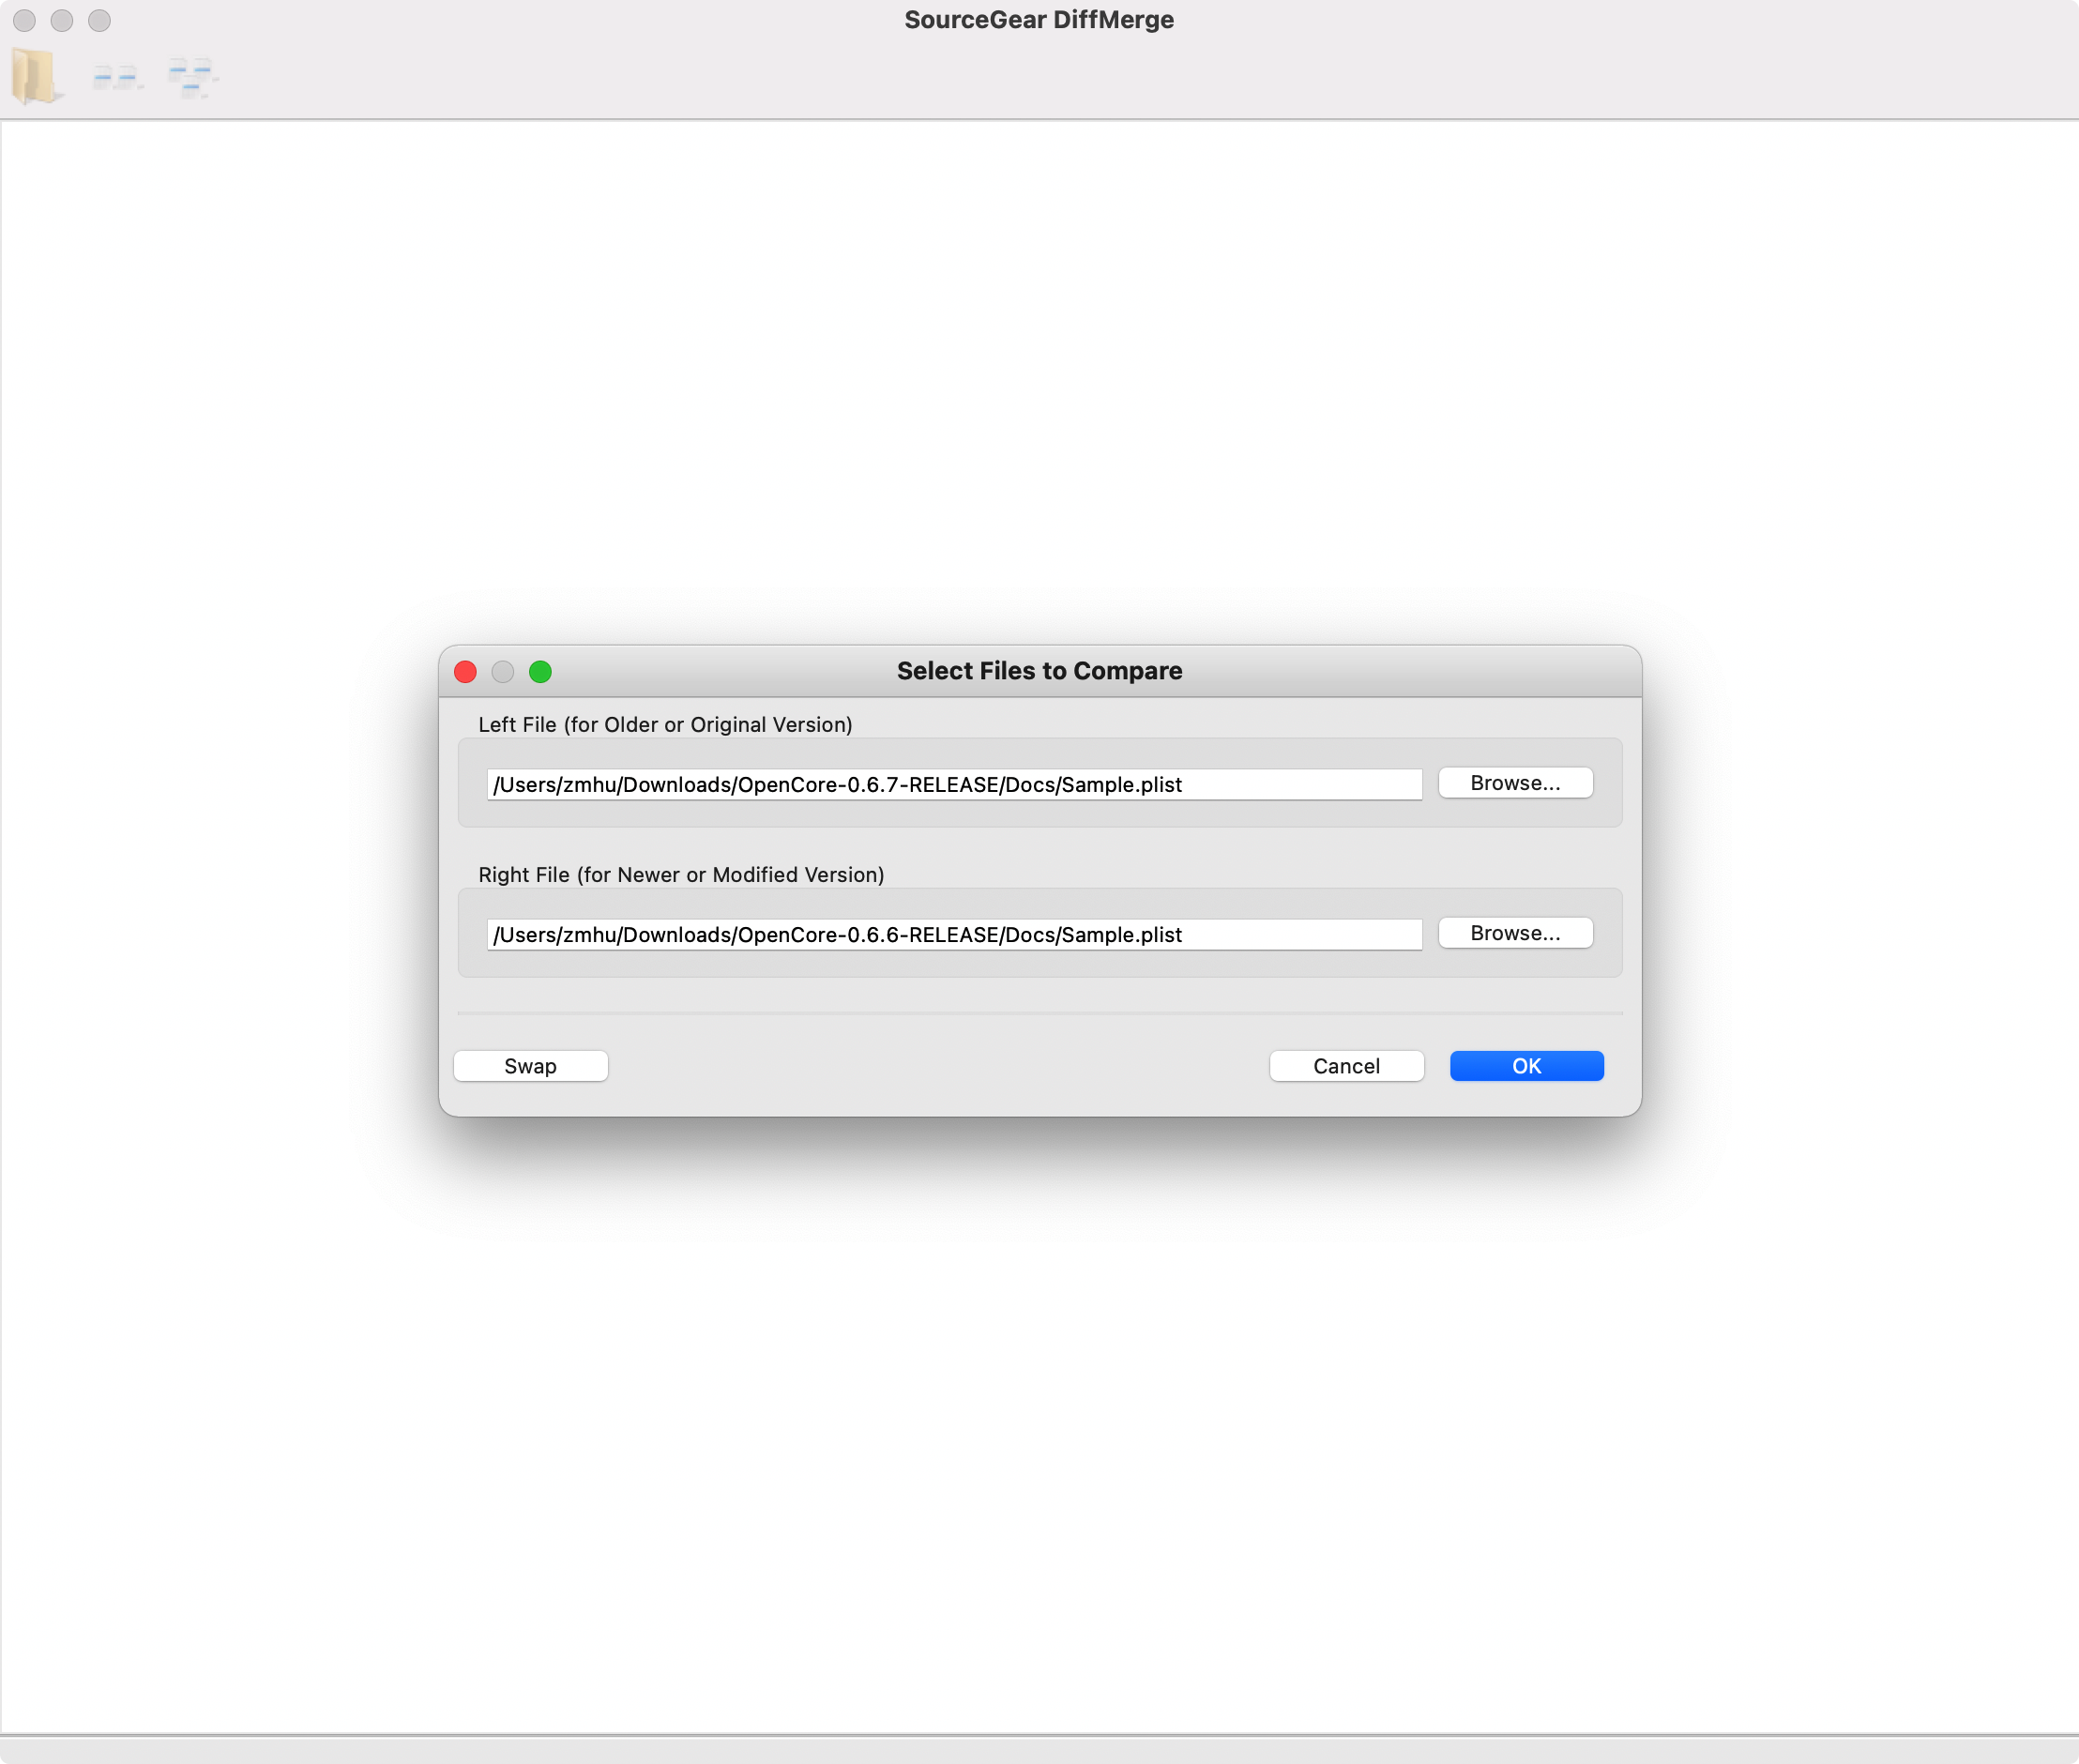 SourceGear DiffMerge
Select Files to Compare
Left File (for Older or Original Version)
/Users/zmhu/Downloads/OpenCore-0.6.7-RELEASE/Docs/Sample.plist
Browse...
Right File (for Newer or Modified Version)
/Users/zmhu/Downloads/OpenCore-0.6.6-RELEASE/Docs/Sample.plist
Browse...
Swap
Cancel
OK